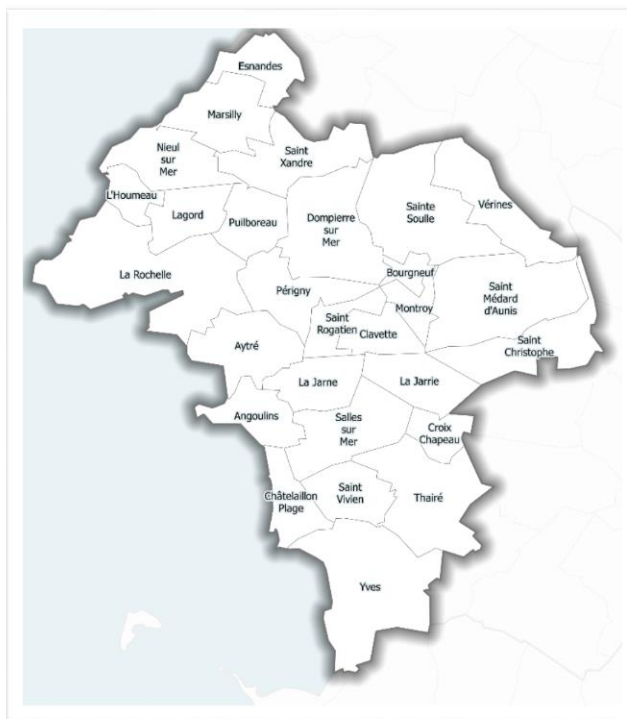 Esnandes
Marsilly
Nieul
sur
Mer
Saint
Xandre
L'Houmeau
Lagord
Puilboreau
Dompierre
sur
Mer
Sainte
Soulle
Vérines
La Rochelle
Bourgneuf
Périgny
Saint
Médard
d'Aunis
Montroy
Saint
Rogatien
Clavette
Aytré
Saint
Christophe
La Jarne
La Jarrie
Angoulins
Salles
sur
Mer
Croix
Chapeau
Châtelaillon
Plage
Saint
Vivien
Thairé
Yves